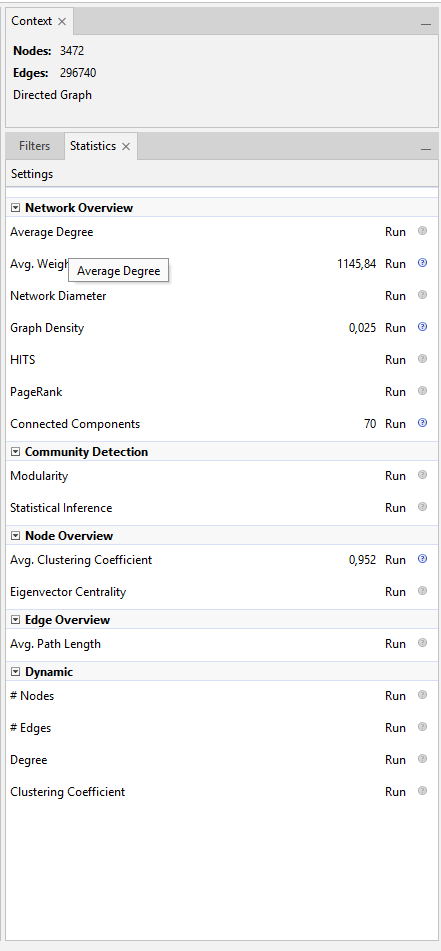 Context
Nodes: 3472
Edges: 296740
Directed Graph
Filters Statistics
Settings
Network Overview
Average Degree Run
Avg. Weigh 1145,84 Run
Average Degree
Network Diameter Run
Graph Density 0,025 Run
HITS Run
PageRank Run
Connected Components 70 Run
Community Detection
Modularity Run
Statistical Inference Run
Node Overview
Avg. Clustering Coefficient 0,952 Run
Eigenvector Centrality Run
Edge Overview
Avg. Path Length Run
Dynamic
# Nodes Run
# Edges Run
Degree Run
Clustering Coefficient Run